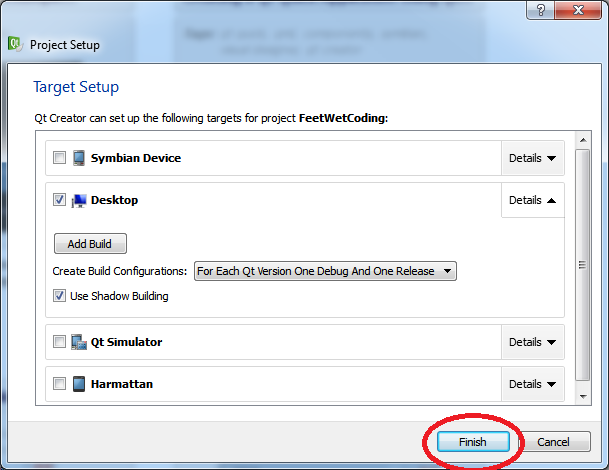 Project Setup
Target Setup
Qt Creator can set up the following targets for project FeetWetCoding:
Symbian Device Details
Desktop Details
Add Build
Create Build Configurations: For Each Qt Version One Debug And One Release
Use Shadow Building
Qt Simulator Details
Harmattan Details
Finish Cancel